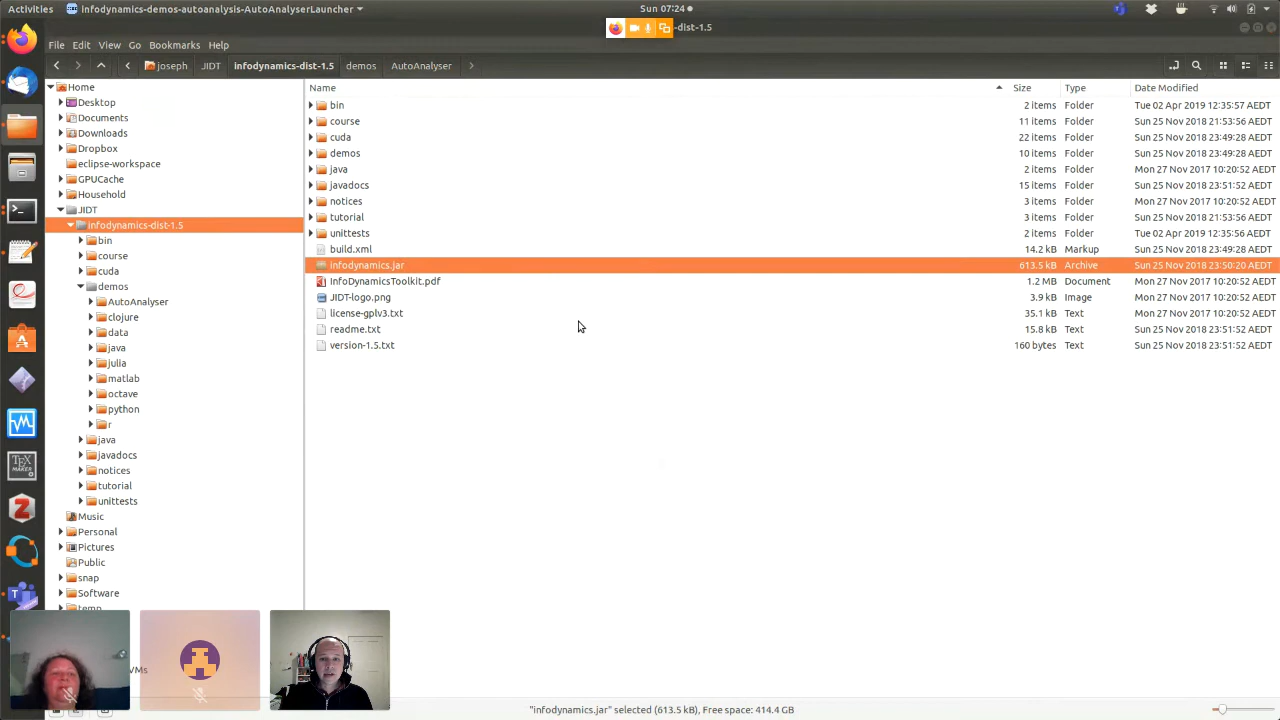 Activities infodynamics-demos-autoanalysis-AutoAnalyserLauncher Sun 07:24
-dist-1.5
File Edit View Go Bookmarks Help
joseph JIDT infodynamics-dist-1.5 demos AutoAnalyser
Home
Desktop
Documents
Downloads
Dropbox
eclipse-workspace
GPUCache
Household
JIDT
infodynamics-dist-1.5
bin
course
cuda
demos
AutoAnalyser
clojure
data
java
julia
matlab
octave
python
r
java
javadocs
notices
tutorial
unittests
Music
Personal
Pictures
Public
snap
Software
temp
VMs
Name Size Type Date Modified
bin 2 items Folder Tue 02 Apr 2019 12:35:57 AEDT
course 11 items Folder Sun 25 Nov 2018 21:53:56 AEDT
cuda 22 items Folder Sun 25 Nov 2018 23:49:28 AEDT
demos 10 items Folder Sun 25 Nov 2018 23:49:28 AEDT
java 2 items Folder Mon 27 Nov 2017 10:20:52 AEDT
javadocs 15 items Folder Sun 25 Nov 2018 23:51:52 AEDT
notices 3 items Folder Mon 27 Nov 2017 10:20:52 AEDT
tutorial 3 items Folder Sun 25 Nov 2018 23:51:52 AEDT
unittests 2 items Folder Tue 02 Apr 2019 12:35:56 AEDT
build.xml 14.2 kB Markup Sun 25 Nov 2018 23:49:28 AEDT
infodynamics.jar 613.5 kB Archive Sun 25 Nov 2018 23:50:20 AEDT
InfoDynamicsToolkit.pdf 1.2 MB Document Mon 27 Nov 2017 10:20:52 AEDT
JIDT-logo.png 3.9 kB Image Mon 27 Nov 2017 10:20:52 AEDT
license-gplv3.txt 35.1 kB Text Mon 27 Nov 2017 10:20:52 AEDT
readme.txt 15.8 kB Text Sun 25 Nov 2018 23:51:52 AEDT
version-1.5.txt 160 bytes Text Sun 25 Nov 2018 23:51:52 AEDT
TEX MAKER
"infodynamics.jar" selected (613.5 kB), Free space: 414.4 GB